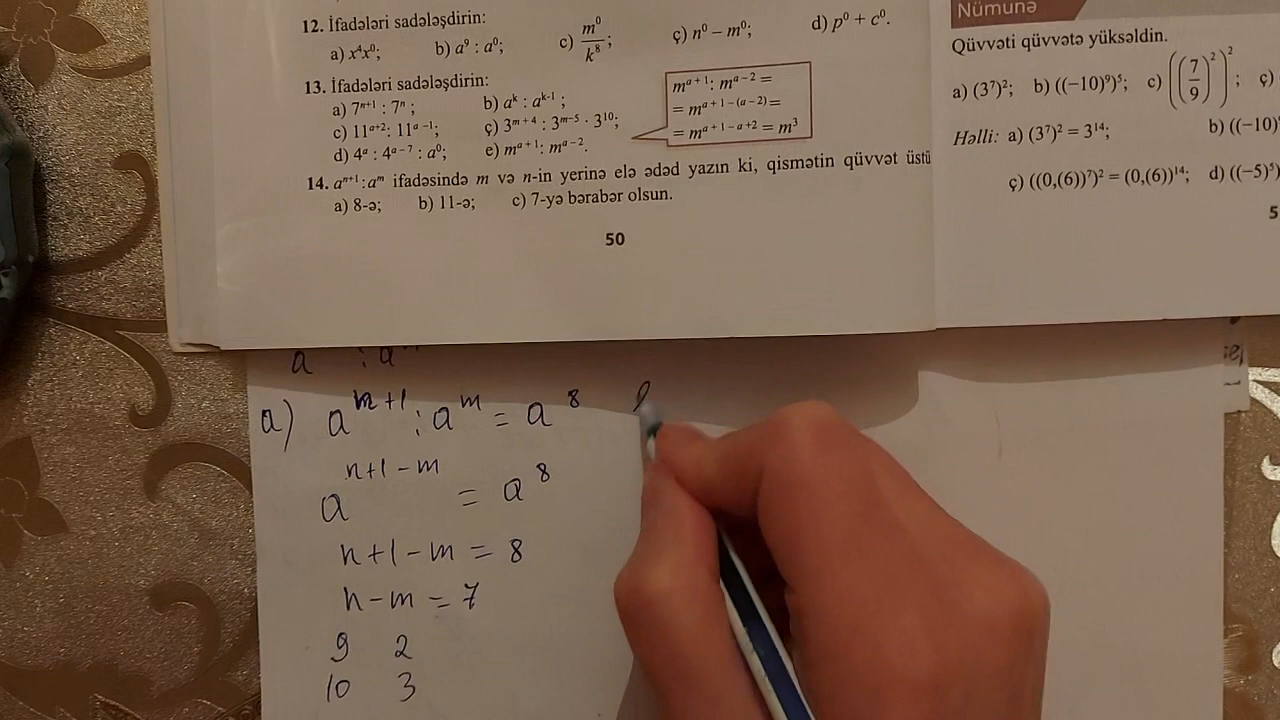 12. İfadələri sadələşdirin:
a) x⁴x⁰; b) a⁹ : a⁰; c) m⁰/k⁸; ç) n⁰ – m⁰; d) p⁰ + c⁰.
13. İfadələri sadələşdirin:
a) 7ⁿ⁺¹ : 7ⁿ ; b) aᵏ : aᵏ⁻¹ ;
c) 11ᵃ⁺² : 11ᵃ⁻¹; ç) 3ᵐ⁺⁴ : 3ᵐ⁻⁵ · 3¹⁰;
d) 4ᵃ : 4ᵃ⁻⁷ : a⁰; e) mᵃ⁺¹ : mᵃ⁻².
mᵃ⁺¹ : mᵃ⁻² =
= mᵃ⁺¹⁻⁽ᵃ⁻²⁾ =
= mᵃ⁺¹⁻ᵃ⁺² = m³
14. aⁿ⁺¹ : aᵐ ifadəsində m və n-in yerinə elə ədəd yazın ki, qismətin qüvvət üstü
a) 8-ə; b) 11-ə; c) 7-yə bərabər olsun.
50
Nümunə
Qüvvəti qüvvətə yüksəldin.
a) (3⁷)²; b) ((–10)⁹)⁵; c) ((7/9)²)²; ç)
Həlli: a) (3⁷)² = 3¹⁴; b) ((–10)
ç) ((0,(6))⁷)² = (0,(6))¹⁴; d) ((–5)⁵)
5
a : a
a) aⁿ⁺¹ : aᵐ = a⁸
aⁿ⁺¹⁻ᵐ = a⁸
n+1–m = 8
n–m = 7
9 2
10 3